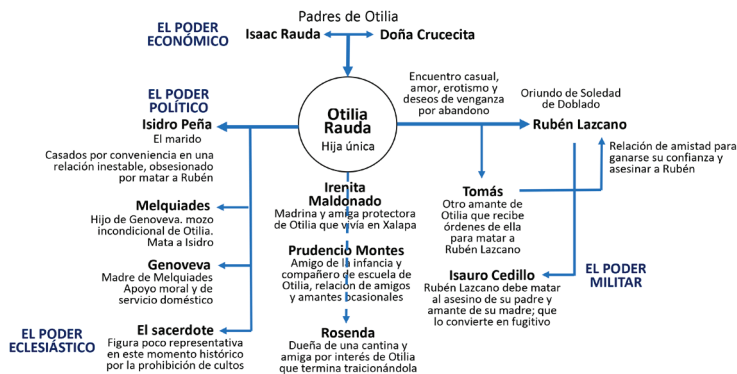 Padres de Otilia
EL PODER
ECONÓMICO
Isaac Rauda
Doña Crucecita
EL PODER
POLÍTICO
Isidro Peña
El marido
Casados por conveniencia en una
relación inestable, obsesionado
por matar a Rubén
Melquiades
Hijo de Genoveva. mozo
incondicional de Otilia.
Mata a Isidro
Genoveva
Madre de Melquiades
Apoyo moral y de
servicio doméstico
EL PODER
ECLESIÁSTICO
El sacerdote
Figura poco representativa
en este momento histórico
por la prohibición de cultos
Otilia
Rauda
Hija única
Irenita
Maldonado
Madrina y amiga protectora
de Otilia que vivía en Xalapa
Prudencio Montes
Amigo de la infancia y
compañero de escuela de
Otilia, relación de amigos
y amantes ocasionales
Rosenda
Dueña de una cantina y
amiga por interés de Otilia
que termina traicionándola
Encuentro casual,
amor, erotismo y
deseos de venganza
por abandono
Oriundo de Soledad
de Doblado
Rubén Lazcano
Relación de amistad para
ganarse su confianza y
asesinar a Rubén
Tomás
Otro amante de
Otilia que recibe
órdenes de ella
para matar a
Rubén Lazcano
Isauro Cedillo
Rubén Lazcano debe matar
al asesino de su padre y
amante de su madre; que
lo convierte en fugitivo
EL PODER
MILITAR